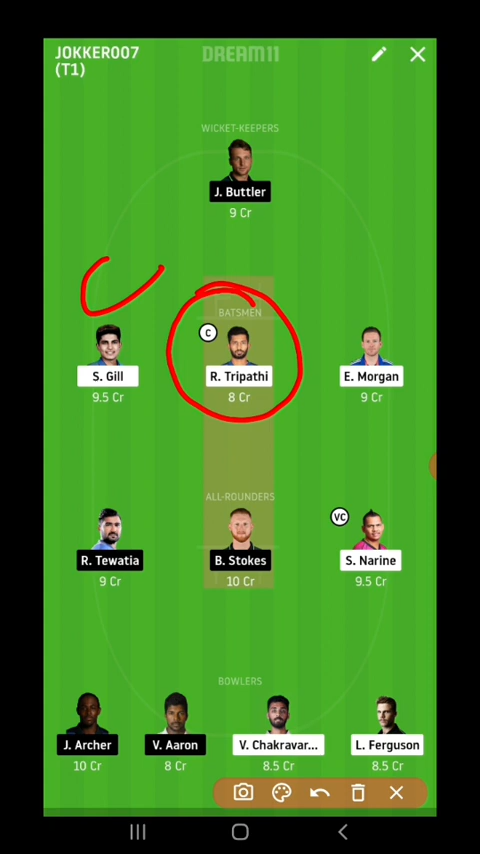 JOKKER007
(T1)
DREAM11
WICKET-KEEPERS
J. Buttler
9 Cr
BATSMEN
C
S. Gill
R. Tripathi
E. Morgan
9.5 Cr
8 Cr
9 Cr
ALL-ROUNDERS
VC
R. Tewatia
B. Stokes
S. Narine
9 Cr
10 Cr
9.5 Cr
BOWLERS
J. Archer
V. Aaron
V. Chakravar...
L. Ferguson
10 Cr
8 Cr
8.5 Cr
8.5 Cr